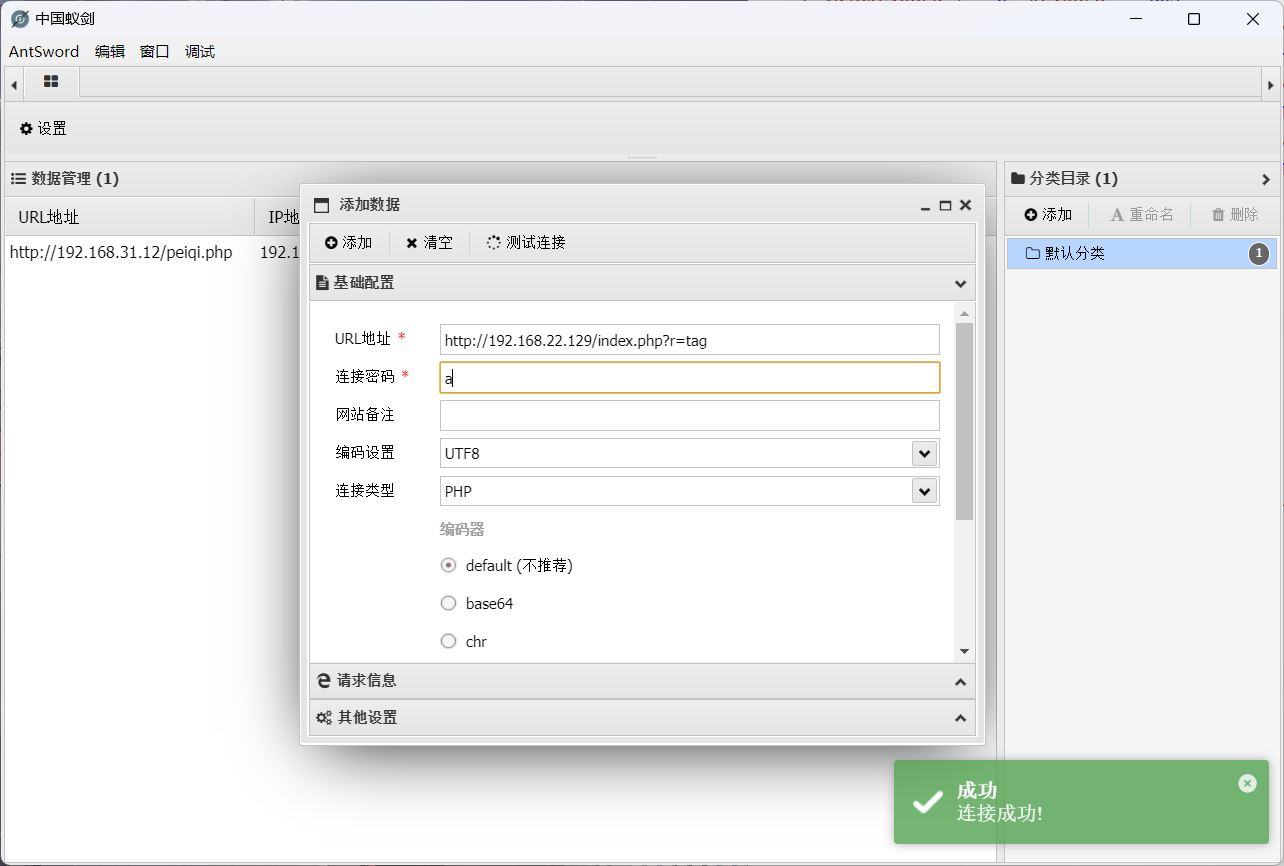 中国蚁剑
AntSword 编辑 窗口 调试
设置
数据管理 (1)
URL地址 IP地
http://192.168.31.12/peiqi.php 192.1
添加数据
添加 清空 测试连接
基础配置
URL地址 * http://192.168.22.129/index.php?r=tag
连接密码 * a
网站备注
编码设置 UTF8
连接类型 PHP
编码器
default (不推荐)
base64
chr
请求信息
其他设置
分类目录 (1)
添加 重命名 删除
默认分类 1
成功
连接成功!